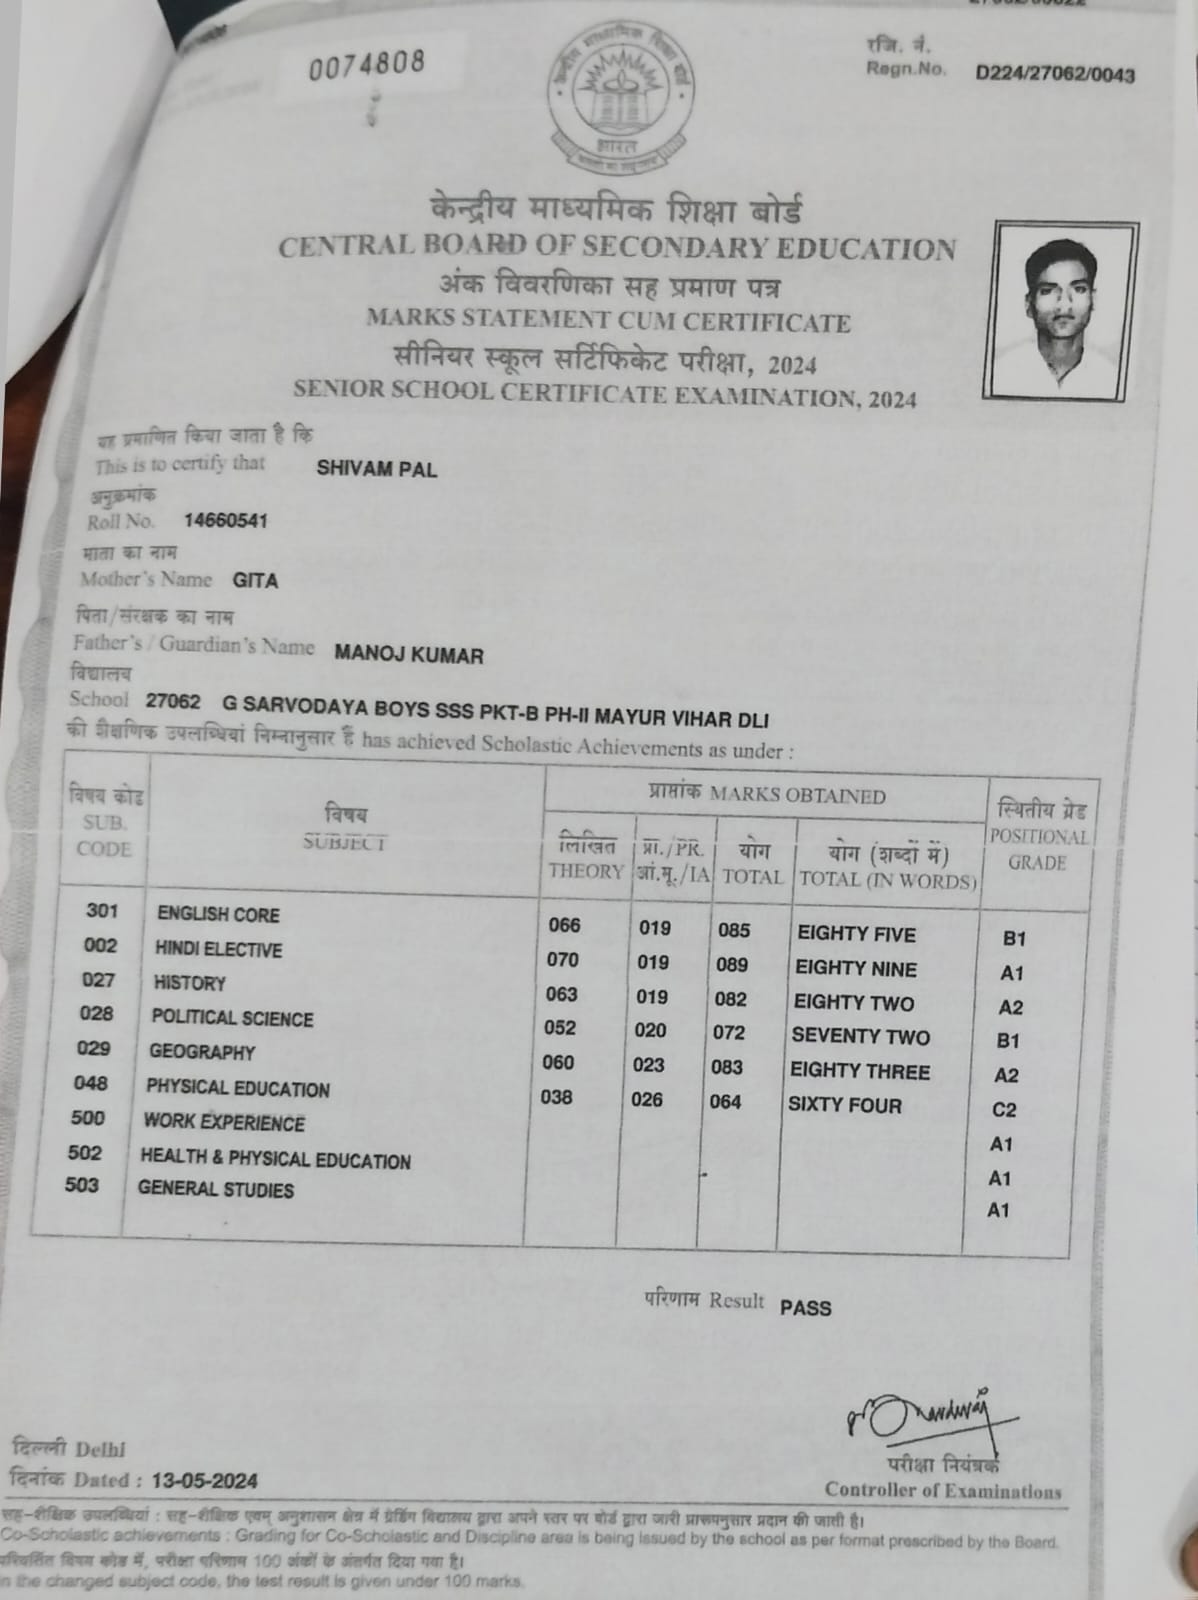 0074808
रजि. नं.
Regn.No. D224/27062/0043
भारत
केन्द्रीय माध्यमिक शिक्षा बोर्ड
CENTRAL BOARD OF SECONDARY EDUCATION
अंक विवरणिका सह प्रमाण पत्र
MARKS STATEMENT CUM CERTIFICATE
सीनियर स्कूल सर्टिफिकेट परीक्षा, 2024
SENIOR SCHOOL CERTIFICATE EXAMINATION, 2024
यह प्रमाणित किया जाता है कि
This is to certify that SHIVAM PAL
अनुक्रमांक
Roll No. 14660541
माता का नाम
Mother's Name GITA
पिता/संरक्षक का नाम
Father's / Guardian's Name MANOJ KUMAR
विद्यालय
School 27062 G SARVODAYA BOYS SSS PKT-B PH-II MAYUR VIHAR DLI
की शैक्षणिक उपलब्धियां निम्नानुसार हैं has achieved Scholastic Achievements as under :
विषय कोड SUB. CODE
विषय SUBJECT
प्राप्तांक MARKS OBTAINED
स्थितीय ग्रेड POSITIONAL GRADE
लिखित THEORY
प्रा./PR. आं.मू./IA
योग TOTAL
योग (शब्दों में) TOTAL (IN WORDS)
301 ENGLISH CORE 066 019 085 EIGHTY FIVE B1
002 HINDI ELECTIVE 070 019 089 EIGHTY NINE A1
027 HISTORY 063 019 082 EIGHTY TWO A2
028 POLITICAL SCIENCE 052 020 072 SEVENTY TWO B1
029 GEOGRAPHY 060 023 083 EIGHTY THREE A2
048 PHYSICAL EDUCATION 038 026 064 SIXTY FOUR C2
500 WORK EXPERIENCE A1
502 HEALTH & PHYSICAL EDUCATION A1
503 GENERAL STUDIES A1
परिणाम Result PASS
दिल्ली Delhi
दिनांक Dated : 13-05-2024
परीक्षा नियंत्रक
Controller of Examinations
सह-शैक्षिक उपलब्धियां : सह-शैक्षिक एवम् अनुशासन क्षेत्र में ग्रेडिंग विद्यालय द्वारा अपने स्तर पर बोर्ड द्वारा जारी प्रारूपनुसार प्रदान की जाती है।
Co-Scholastic achievements : Grading for Co-Scholastic and Discipline area is being issued by the school as per format prescribed by the Board.
परिवर्तित विषय कोड में, परीक्षा परिणाम 100 अंकों के अंतर्गत दिया गया है।
in the changed subject code, the test result is given under 100 marks.